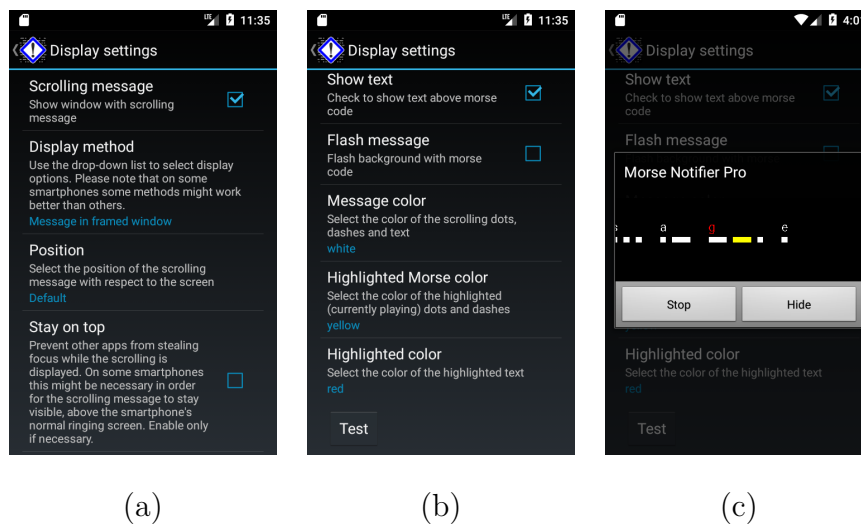 LTE 11:35
Display settings
Scrolling message
Show window with scrolling
message
Display method
Use the drop-down list to select display
options. Please note that on some
smartphones some methods might work
better than others.
Message in framed window
Position
Select the position of the scrolling
message with respect to the screen
Default
Stay on top
Prevent other apps from stealing
focus while the scrolling is
displayed. On some smartphones
this might be necessary in order
for the scrolling message to stay
visible, above the smartphone's
normal ringing screen. Enable only
if necessary.
(a)
LTE 11:35
Display settings
Show text
Check to show text above morse
code
Flash message
Flash background with morse
code
Message color
Select the color of the scrolling dots,
dashes and text
white
Highlighted Morse color
Select the color of the highlighted
(currently playing) dots and dashes
yellow
Highlighted color
Select the color of the highlighted text
red
Test
(b)
4:01
Display settings
Show text
Check to show text above morse
code
Flash message
Morse Notifier Pro
s a g e
Stop Hide
Highlighted color
Select the color of the highlighted text
red
Test
(c)